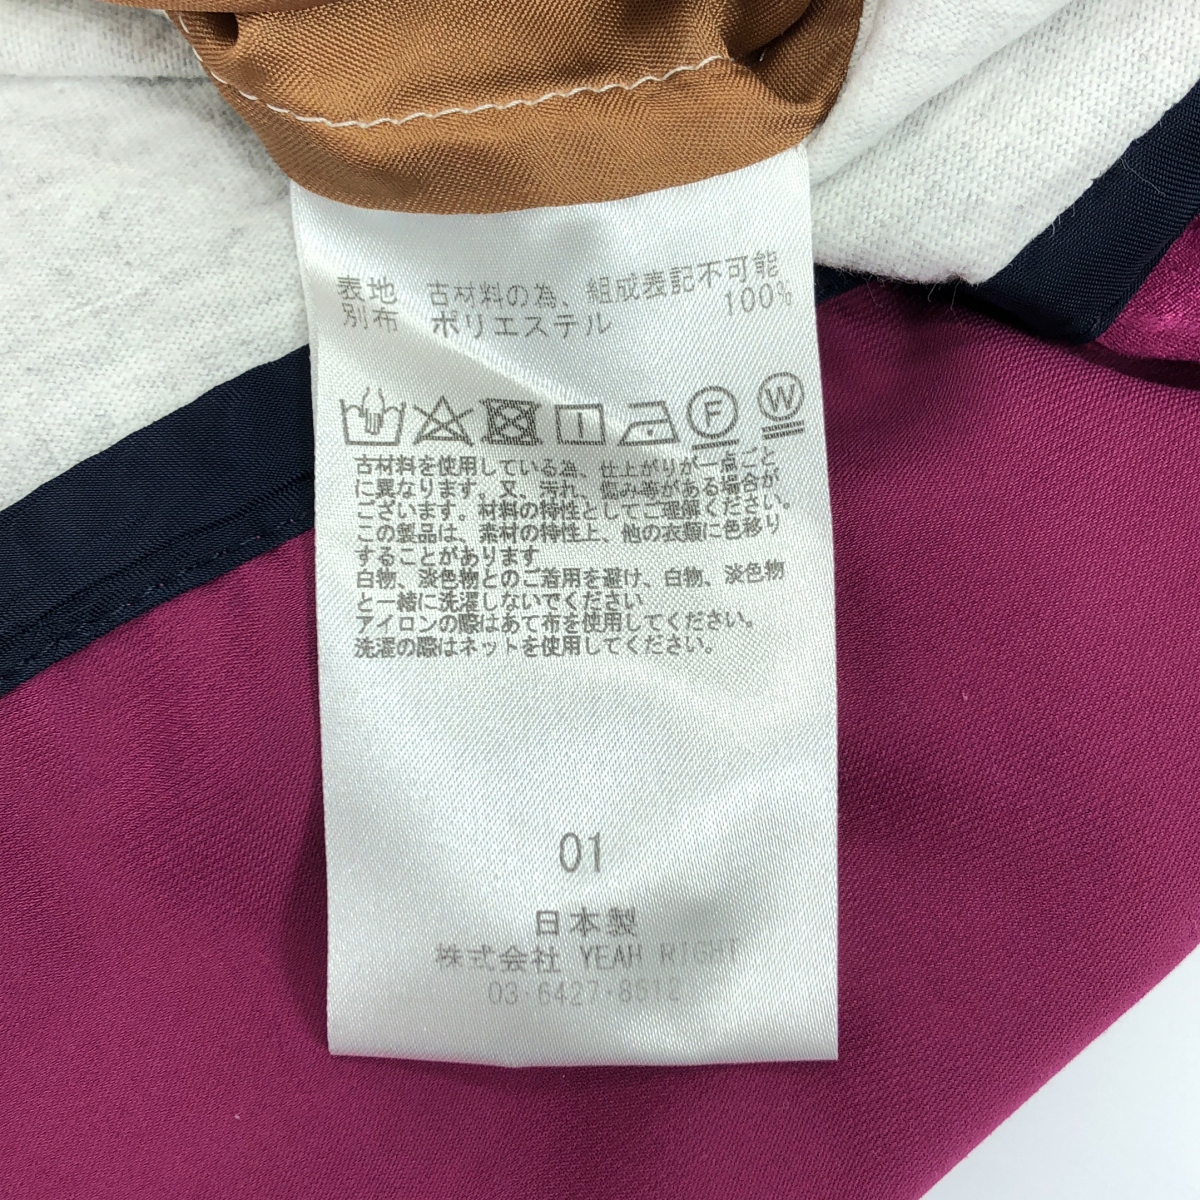 表地 古材料の為、組成表記不可能
別布 ポリエステル 100%
F W
古材料を使用している為、仕上がりが一点ごと
に異なります。又、汚れ、傷み等がある場合が
ございます。材料の特性としてご理解ください。
この製品は、素材の特性上、他の衣類に色移り
することがあります
白物、淡色物とのご着用を避け、白物、淡色物
と一緒に洗濯しないでください
アイロンの際はあて布を使用してください。
洗濯の際はネットを使用してください。
01
日本製
株式会社 YEAH RIGHT
03-6427-8612